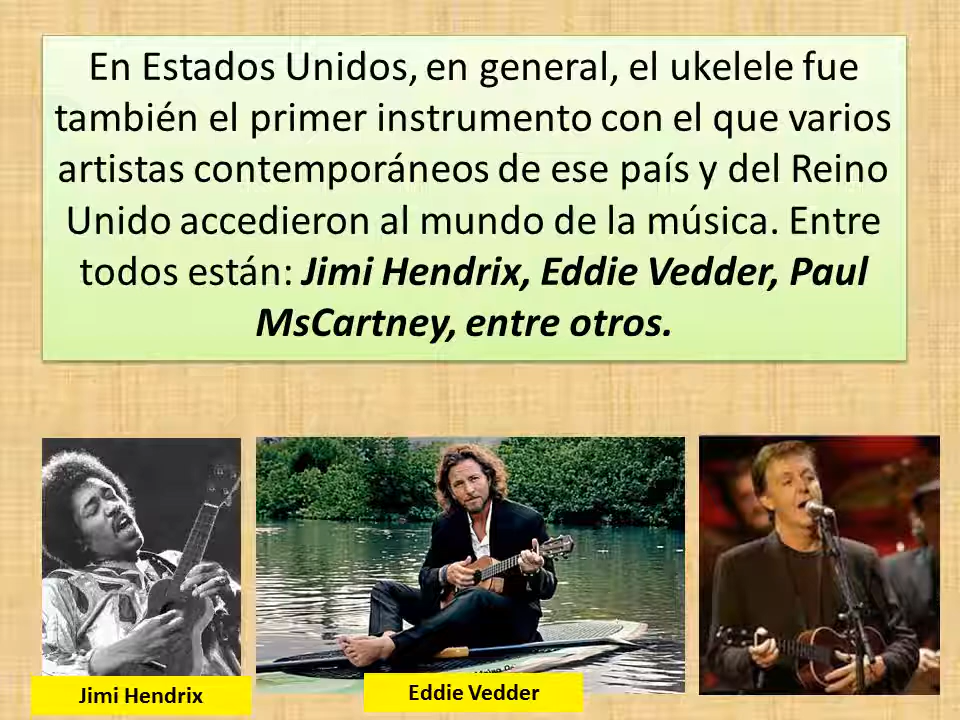 En Estados Unidos, en general, el ukelele fue
también el primer instrumento con el que varios
artistas contemporáneos de ese país y del Reino
Unido accedieron al mundo de la música. Entre
todos están: Jimi Hendrix, Eddie Vedder, Paul
MsCartney, entre otros.
Jimi Hendrix
Eddie Vedder